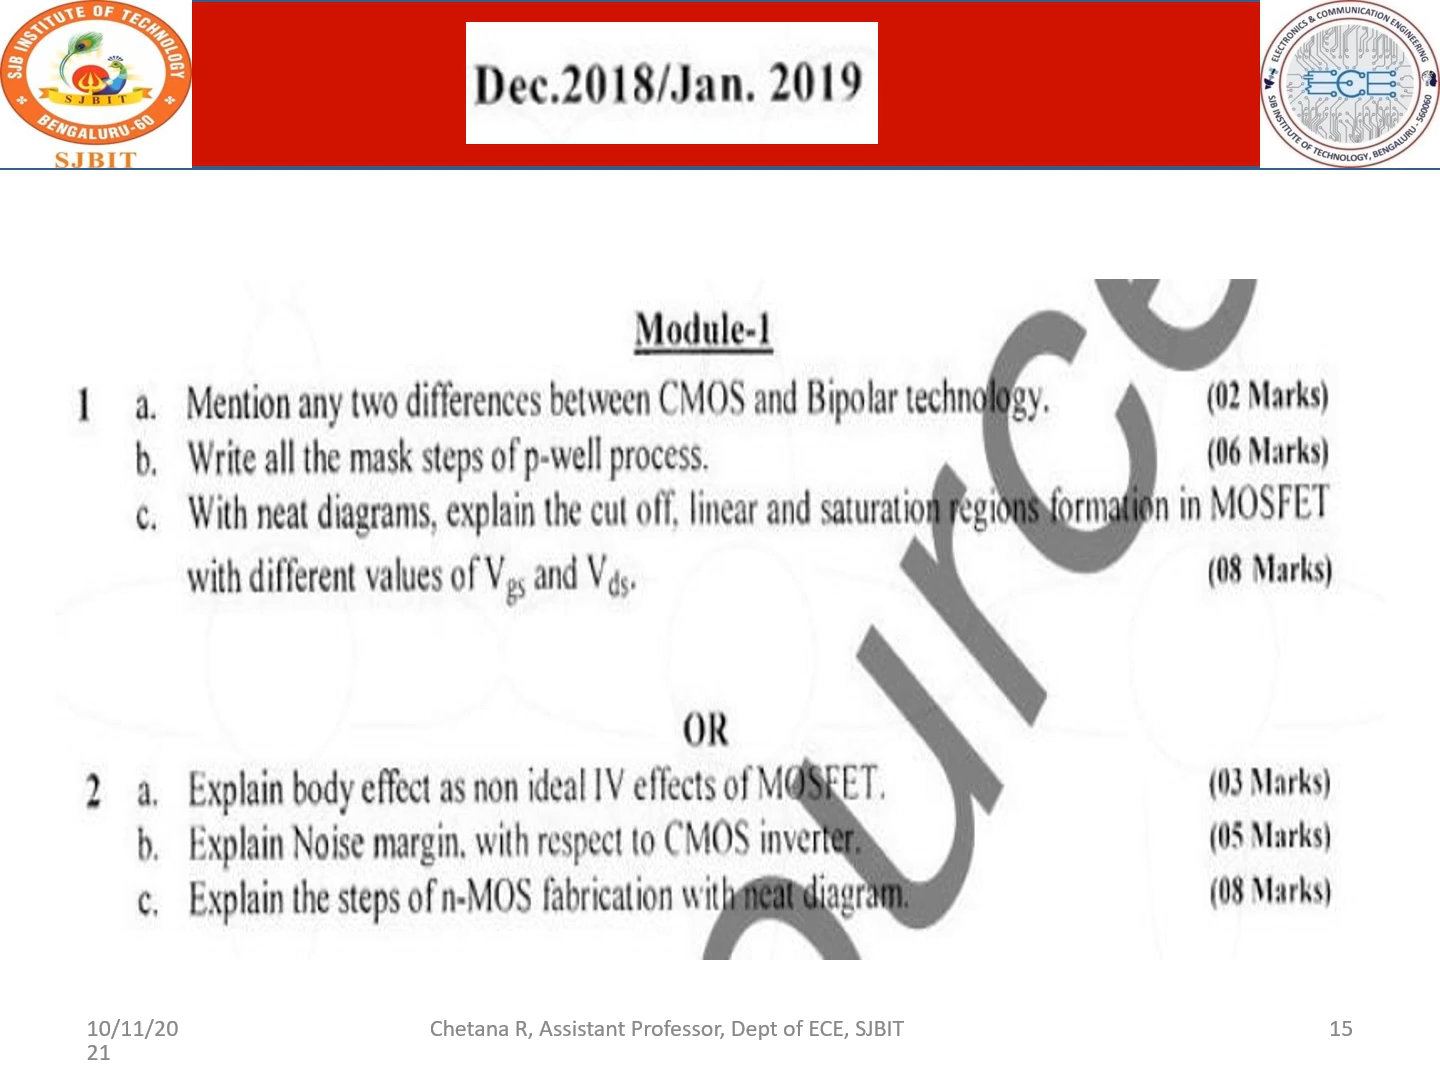 SJB INSTITUTE OF TECHNOLOGY
SJBIT
BENGALURU-60
SJBIT
Dec.2018/Jan. 2019
ELECTRONICS & COMMUNICATION ENGINEERING
ECE
SJB INSTITUTE OF TECHNOLOGY, BENGALURU - 560060
Module-1
1 a. Mention any two differences between CMOS and Bipolar technology. (02 Marks)
b. Write all the mask steps of p-well process. (06 Marks)
c. With neat diagrams, explain the cut off, linear and saturation regions formation in MOSFET
with different values of Vgs and Vds. (08 Marks)
OR
2 a. Explain body effect as non ideal IV effects of MOSFET. (03 Marks)
b. Explain Noise margin, with respect to CMOS inverter. (05 Marks)
c. Explain the steps of n-MOS fabrication with neat diagram. (08 Marks)
ource
10/11/20
21
Chetana R, Assistant Professor, Dept of ECE, SJBIT
15